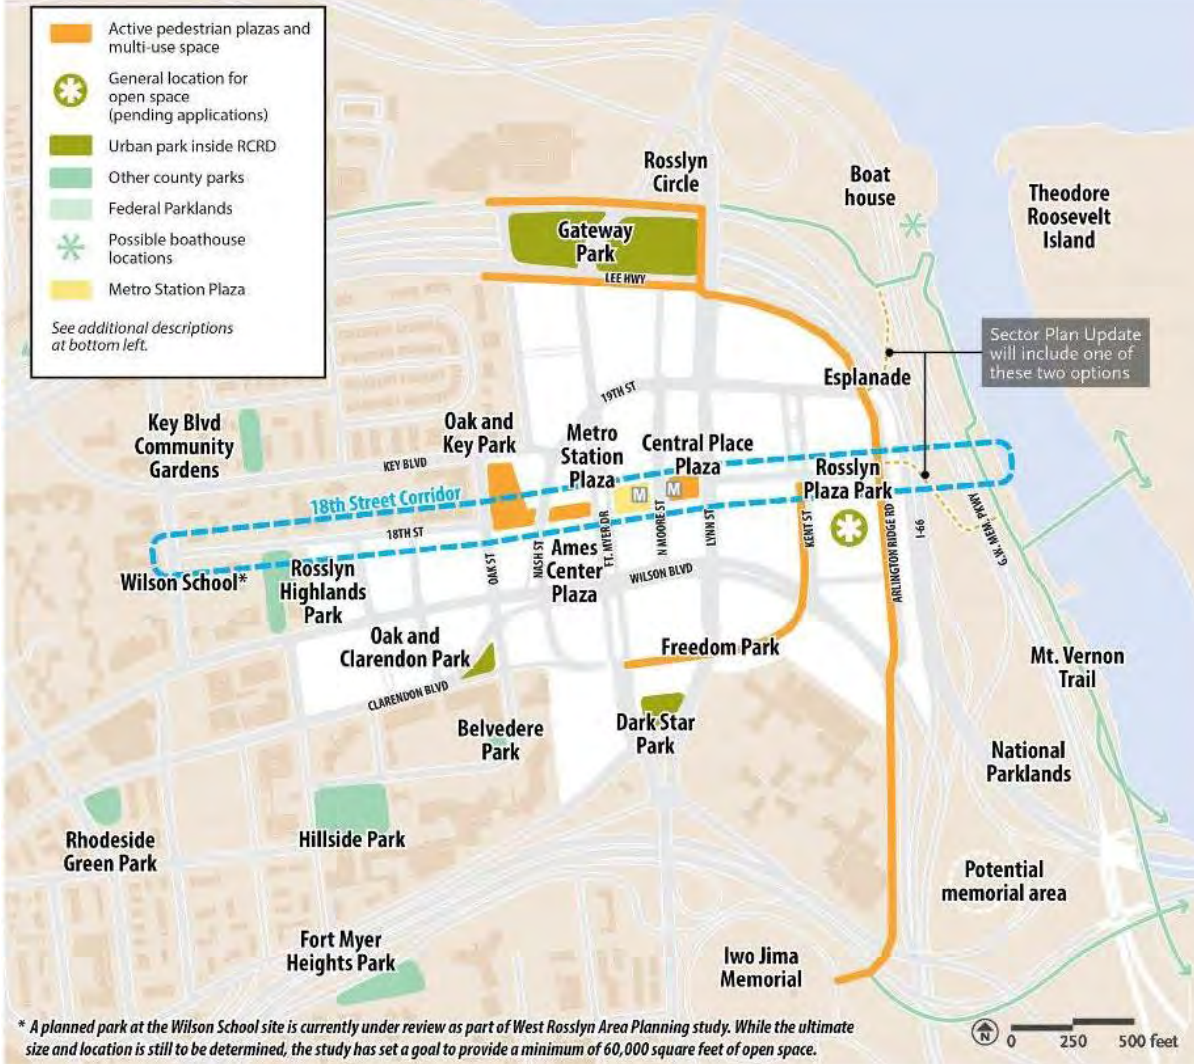 Active pedestrian plazas and
multi-use space
General location for
open space
(pending applications)
Urban park inside RCRD
Other county parks
Federal Parklands
Possible boathouse
locations
Metro Station Plaza
See additional descriptions
at bottom left.
Rosslyn
Circle
Boat
house
Theodore
Roosevelt
Island
Gateway
Park
LEE HWY
Sector Plan Update
will include one of
these two options
Esplanade
19TH ST
Key Blvd
Community
Gardens
Oak and
Key Park
Metro
Station
Plaza
Central Place
Plaza
KEY BLVD
Rosslyn
Plaza Park
18th Street Corridor
M
M
18TH ST
OAK ST
NASH ST
FT. MYER DR
N MOORE ST
LYNN ST
KENT ST
ARLINGTON RIDGE RD
I-66
G.W. MEM. PKWY
Wilson School*
Rosslyn
Highlands
Park
Ames
Center
Plaza
WILSON BLVD
Oak and
Clarendon Park
Freedom Park
CLARENDON BLVD
Mt. Vernon
Trail
Belvedere
Park
Dark Star
Park
National
Parklands
Rhodeside
Green Park
Hillside Park
Potential
memorial area
Fort Myer
Heights Park
Iwo Jima
Memorial
* A planned park at the Wilson School site is currently under review as part of West Rosslyn Area Planning study. While the ultimate
size and location is still to be determined, the study has set a goal to provide a minimum of 60,000 square feet of open space.
N
0 250 500 feet